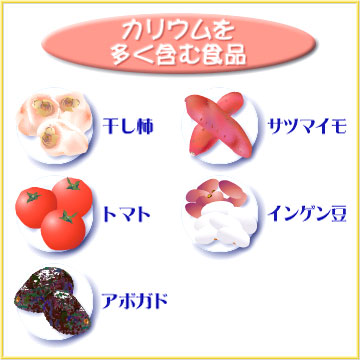 カリウムを
多く含む食品
干し柿
サツマイモ
トマト
インゲン豆
アボガド